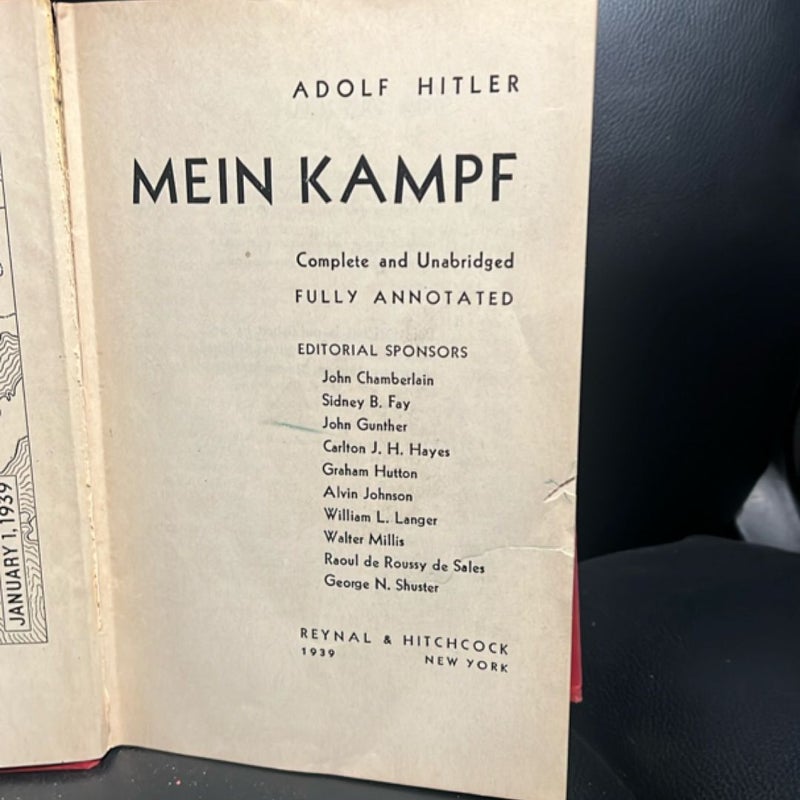 JANUARY 1, 1939
ADOLF HITLER
MEIN KAMPF
Complete and Unabridged
FULLY ANNOTATED
EDITORIAL SPONSORS
John Chamberlain
Sidney B. Fay
John Gunther
Carlton J. H. Hayes
Graham Hutton
Alvin Johnson
William L. Langer
Walter Millis
Raoul de Roussy de Sales
George N. Shuster
REYNAL & HITCHCOCK
1939 NEW YORK